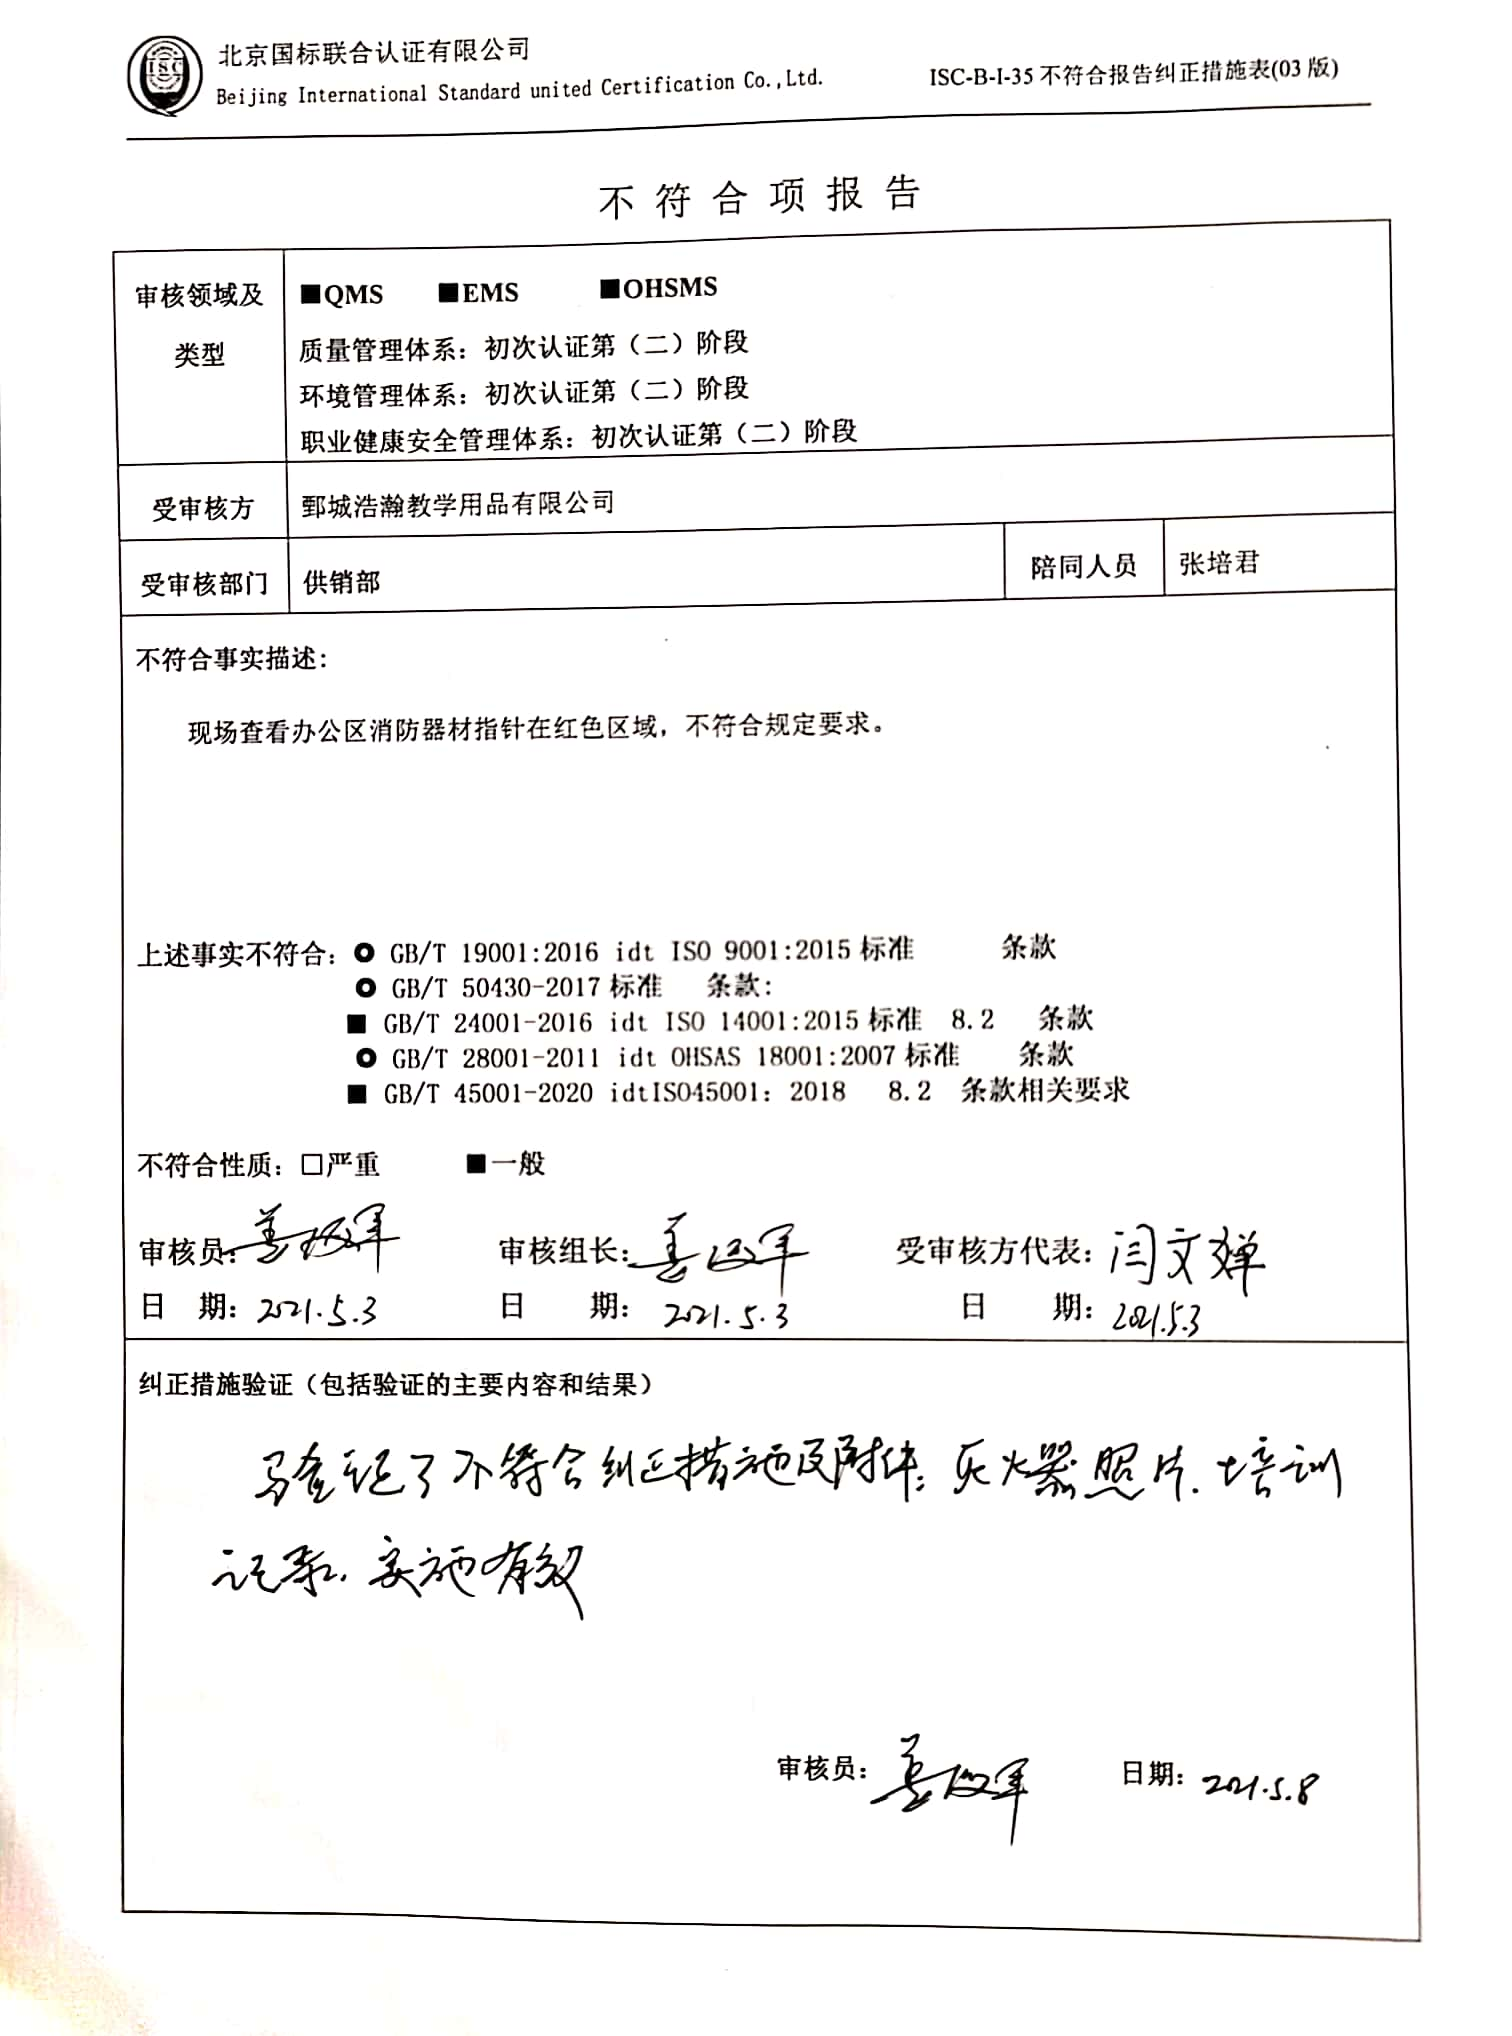 ISC
北京国标联合认证有限公司
Beijing International Standard united Certification Co.,Ltd.
ISC-B-I-35 不符合报告纠正措施表(03 版)
不符合项报告
审核领域及
类型
■QMS ■EMS ■OHSMS
质量管理体系：初次认证第（二）阶段
环境管理体系：初次认证第（二）阶段
职业健康安全管理体系：初次认证第（二）阶段
受审核方 鄄城浩瀚教学用品有限公司
受审核部门 供销部 陪同人员 张培君
不符合事实描述：
现场查看办公区消防器材指针在红色区域，不符合规定要求。
上述事实不符合：○ GB/T 19001:2016 idt ISO 9001:2015 标准 条款
○ GB/T 50430-2017 标准 条款：
■ GB/T 24001-2016 idt ISO 14001:2015 标准 8.2 条款
○ GB/T 28001-2011 idt OHSAS 18001:2007 标准 条款
■ GB/T 45001-2020 idtISO45001：2018 8.2 条款相关要求
不符合性质：□严重 ■一般
审核员： 审核组长： 受审核方代表：闫文婵
日 期：2021.5.3 日 期：2021.5.3 日 期：2021.5.3
纠正措施验证（包括验证的主要内容和结果）
验证了不符合纠正措施及附件：灭火器照片、培训
记录，实施有效
审核员： 日期：2021.5.8